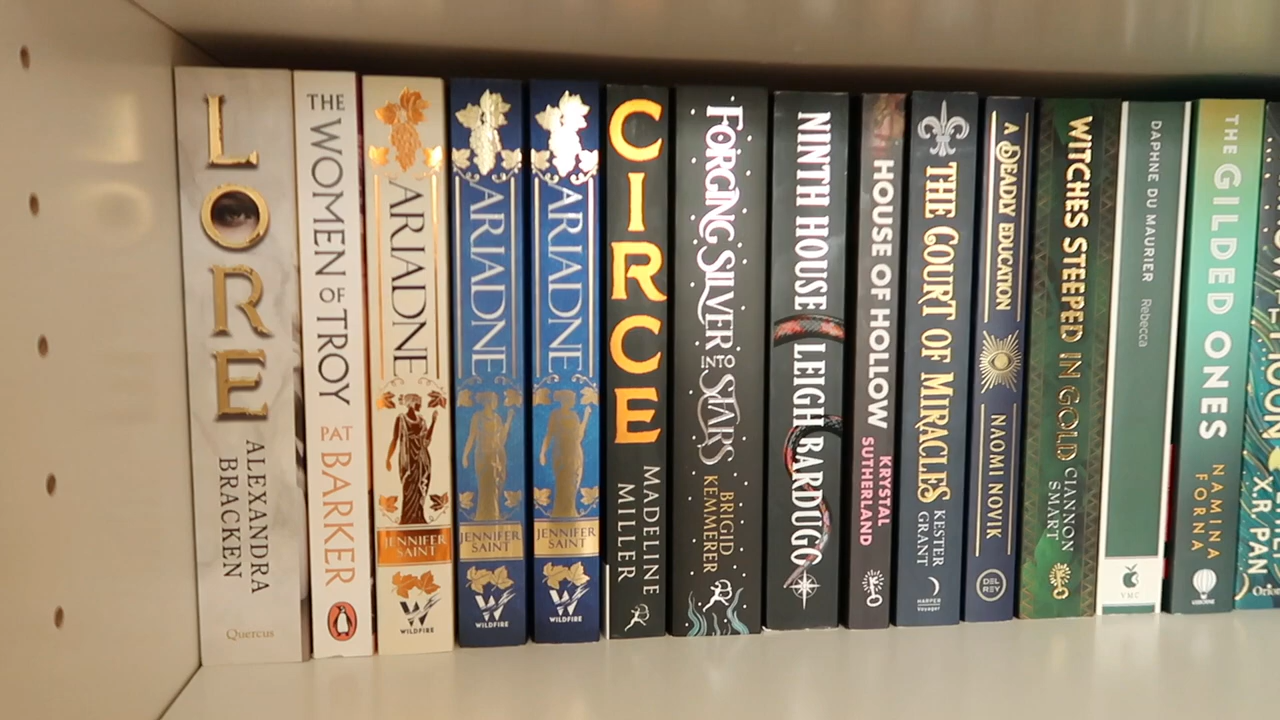 LORE
ALEXANDRA
BRACKEN
Quercus
THE WOMEN OF TROY
PAT BARKER
ARIADNE
JENNIFER
SAINT
WILDFIRE
ARIADNE
JENNIFER
SAINT
WILDFIRE
ARIADNE
JENNIFER
SAINT
WILDFIRE
CIRCE
MADELINE
MILLER
FORGING SILVER INTO STARS
BRIGID
KEMMERER
NINTH HOUSE LEIGH BARDUGO
HOUSE OF HOLLOW
KRYSTAL
SUTHERLAND
THE COURT OF MIRACLES
KESTER
GRANT
HARPER
Voyager
A DEADLY EDUCATION
NAOMI NOVIK
DEL
REY
WITCHES STEEPED IN GOLD
CIANNON
SMART
DAPHNE DU MAURIER Rebecca
VMC
THE GILDED ONES
NAMINA
FORNA
USBORNE
X.R. PAN